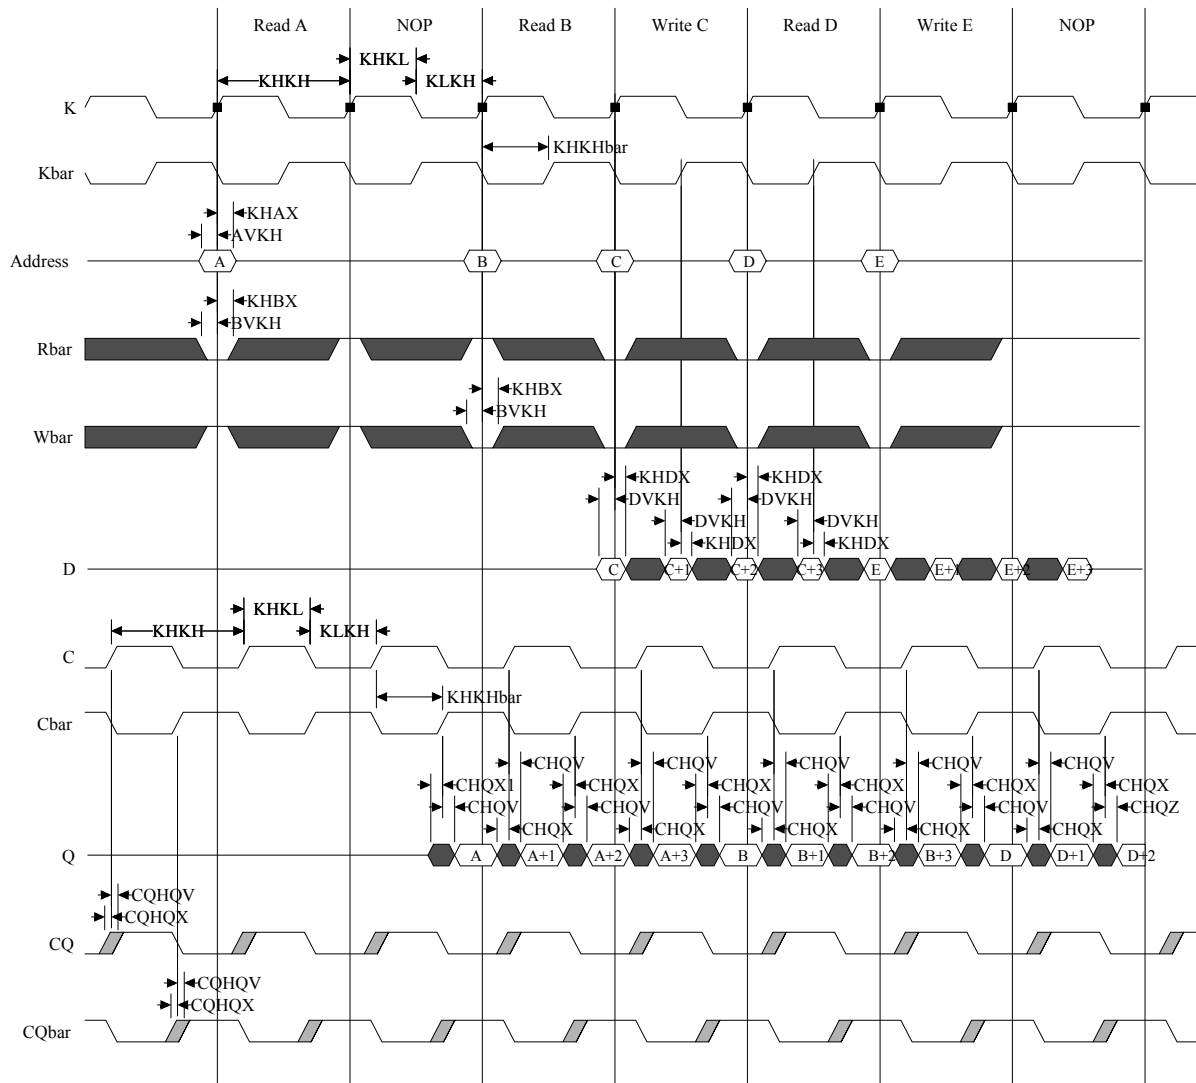 Read A NOP Read B Write C Read D Write E NOP
KHKL
KHKH KLKH
K
KHKHbar
Kbar
KHAX
AVKH
Address A B C D E
KHBX
BVKH
Rbar
KHBX
BVKH
Wbar
KHDX KHDX
DVKH DVKH
DVKH DVKH
KHDX KHDX
D C C+1 C+2 C+3 E E+1 E+2 E+3
KHKL
KHKH KLKH
C
KHKHbar
Cbar
CHQV CHQV CHQV CHQV CHQV
CHQX1 CHQX CHQX CHQX CHQX CHQX
CHQV CHQV CHQV CHQV CHQV CHQZ
CHQX CHQX CHQX CHQX CHQX
Q A A+1 A+2 A+3 B B+1 B+2 B+3 D D+1 D+2
CQHQV
CQHQX
CQ
CQHQV
CQHQX
CQbar